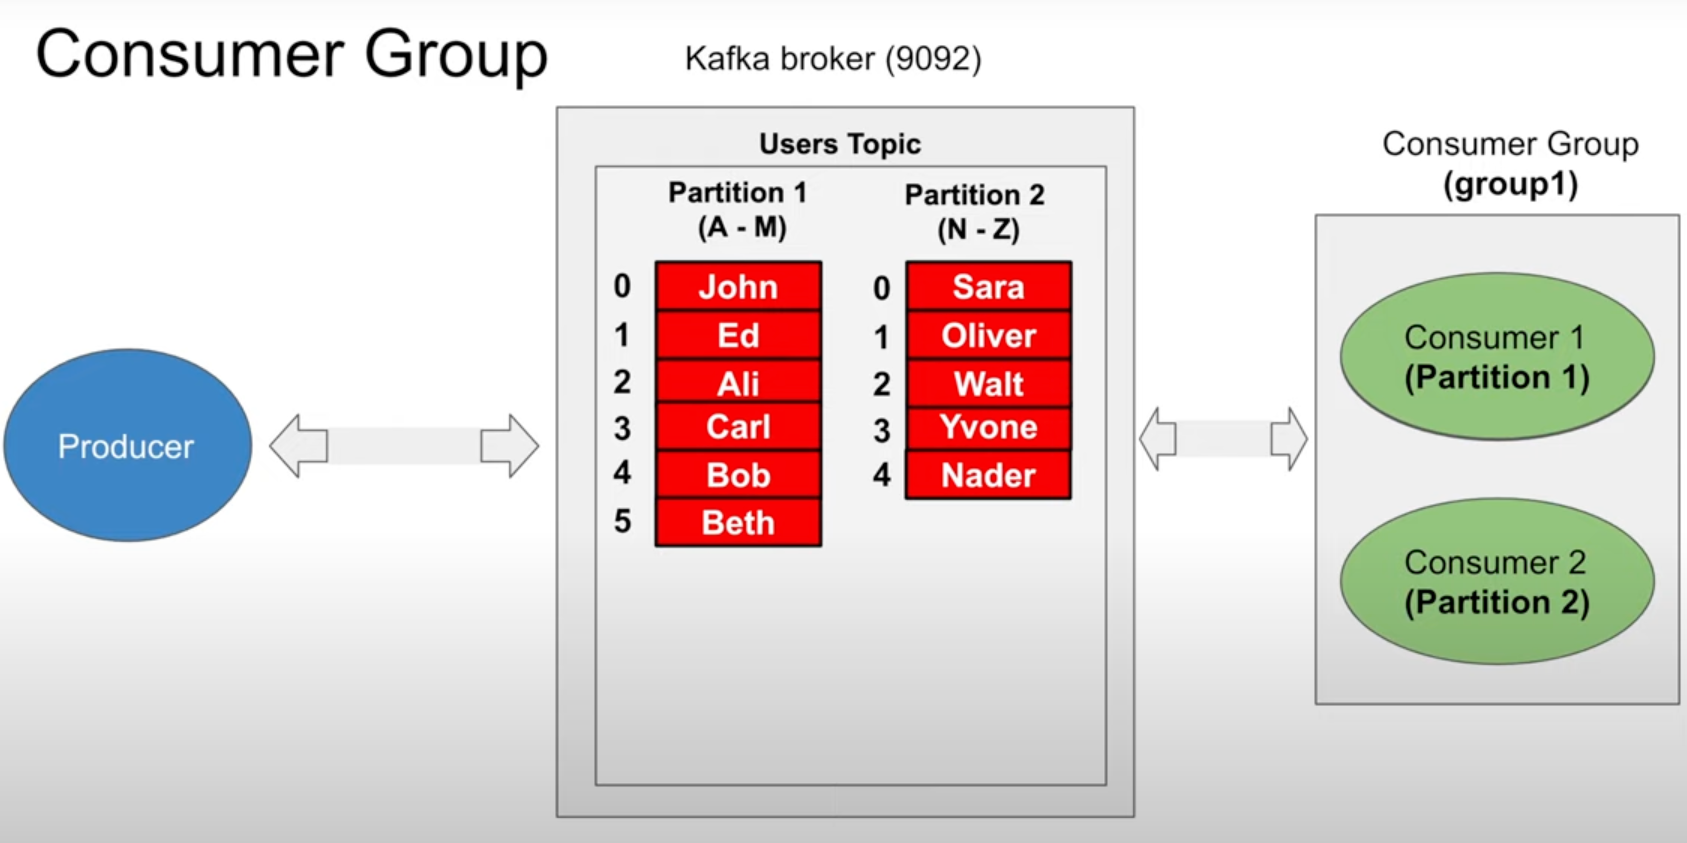 Consumer Group
Kafka broker (9092)
Users Topic
Partition 1
(A - M)
0 John
1 Ed
2 Ali
3 Carl
4 Bob
5 Beth
Partition 2
(N - Z)
0 Sara
1 Oliver
2 Walt
3 Yvone
4 Nader
Producer
Consumer Group
(group1)
Consumer 1
(Partition 1)
Consumer 2
(Partition 2)